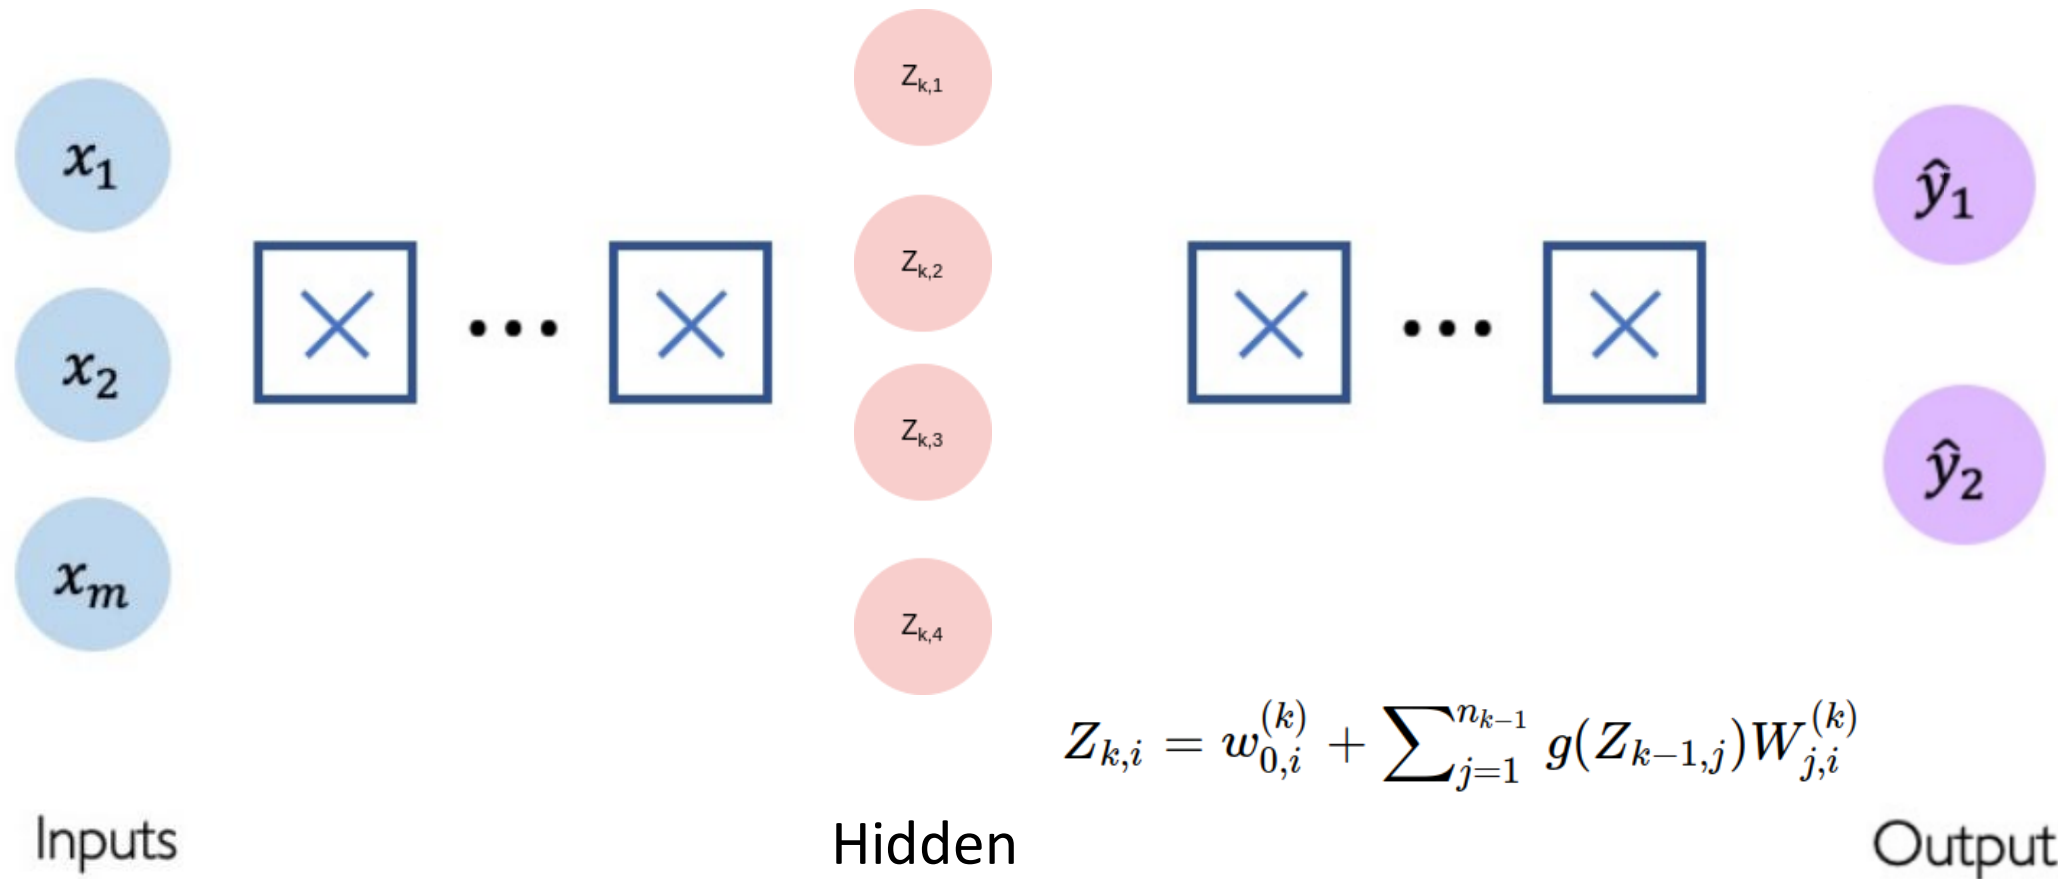 x₁
x₂
xₘ
...
Zₖ,₁
Zₖ,₂
Zₖ,₃
Zₖ,₄
...
ŷ₁
ŷ₂
Z_{k,i} = w_{0,i}^{(k)} + \sum_{j=1}^{n_{k-1}} g(Z_{k-1,j})W_{j,i}^{(k)}
Inputs
Hidden
Output